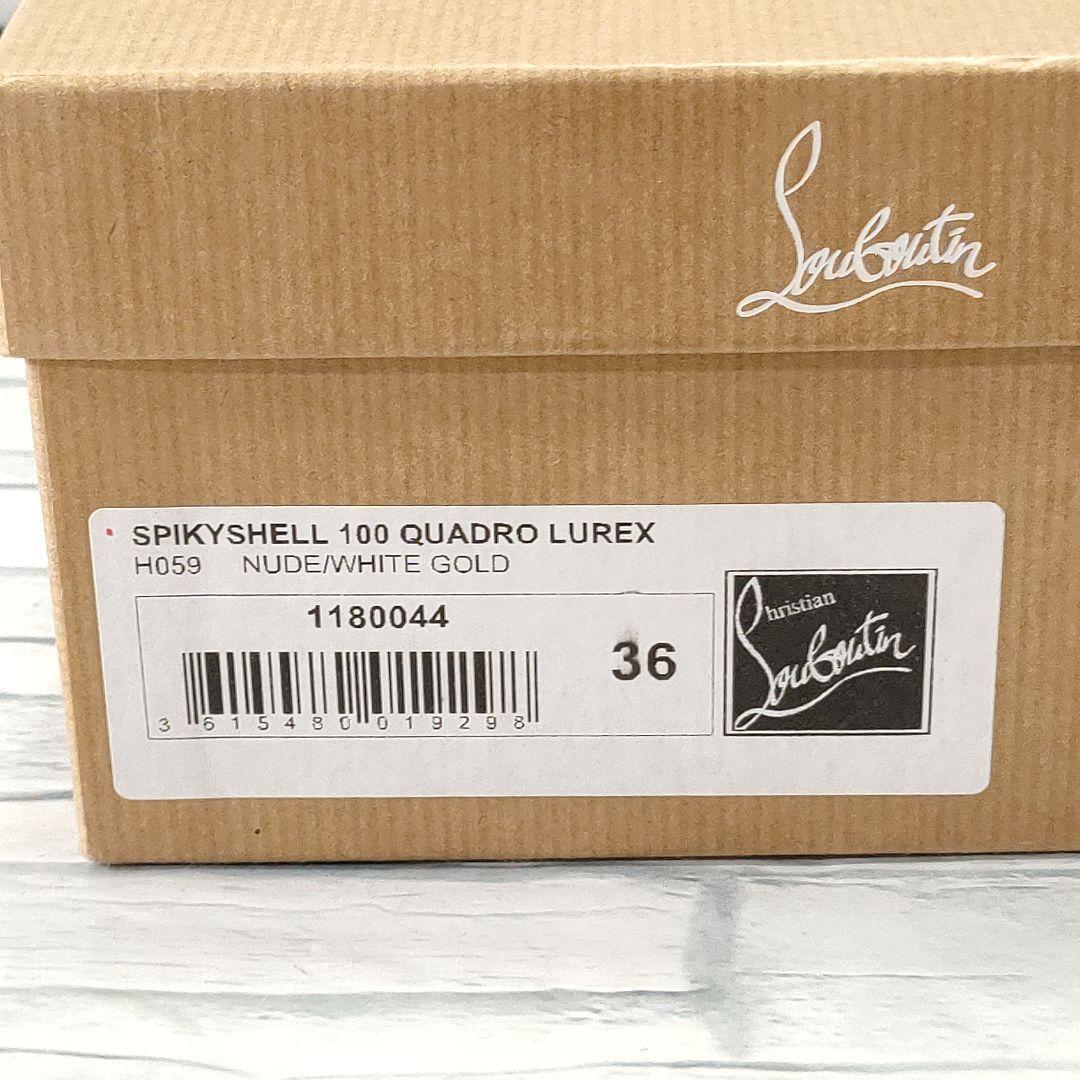 Louboutin
SPIKYSHELL 100 QUADRO LUREX
H059 NUDE/WHITE GOLD
1180044
36
3 615480 019298
Christian
Louboutin